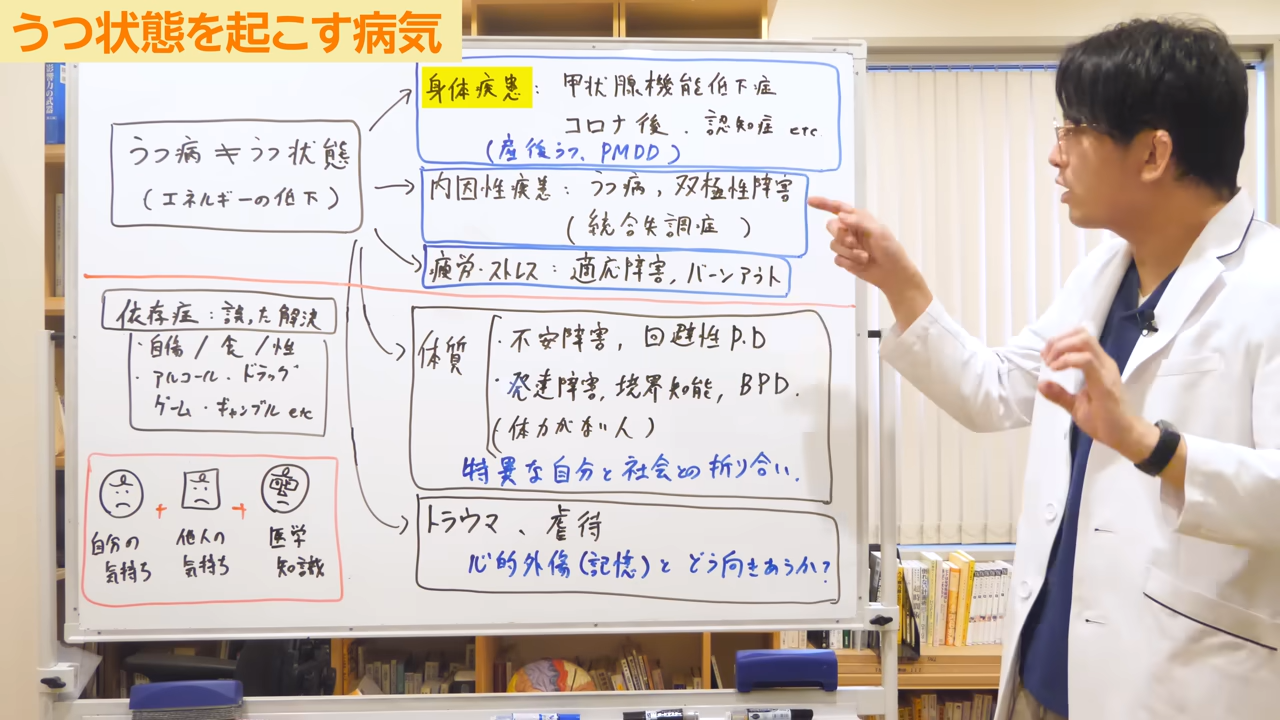 うつ状態を起こす病気
うつ病≠うつ状態
(エネルギーの低下)
身体疾患: 甲状腺機能低下症
コロナ後、認知症 etc
(産後うつ、PMDD)
内因性疾患: うつ病, 双極性障害
(統合失調症)
疲労・ストレス: 適応障害, バーンアウト
依存症:誤った解決
・自傷/食/性
・アルコール・ドラッグ
ゲーム・ギャンブル etc
体質
・不安障害, 回避性P.D
・発達障害, 境界知能, BPD.
(体力がない人)
特異な自分と社会との折り合い.
トラウマ、虐待
心的外傷(記憶)と どう向きあうか?
自分の気持ち
+
他人の気持ち
+
医学知識
影響力の武器